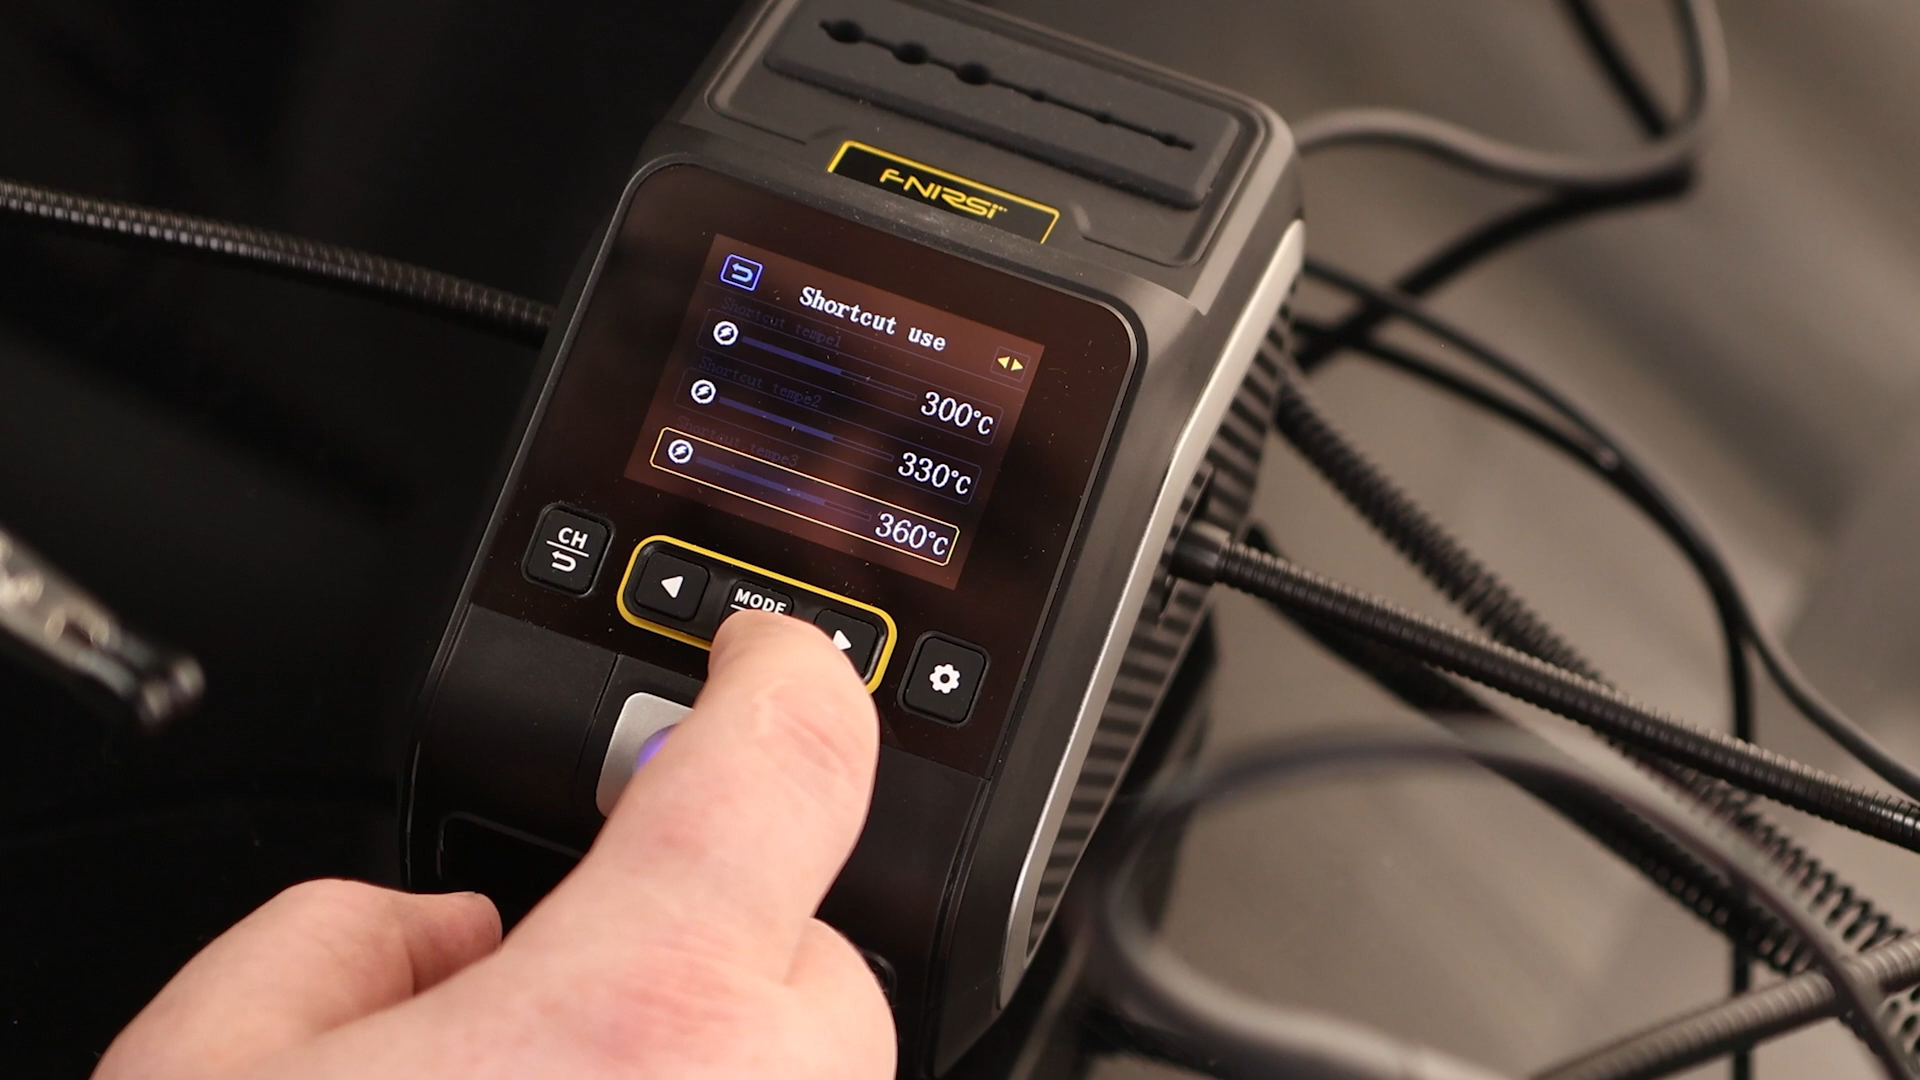 FNIRSI
Shortcut use
Shortcut tempe1
300°C
Shortcut tempe2
330°C
Shortcut tempe3
360°C
CH
MODE